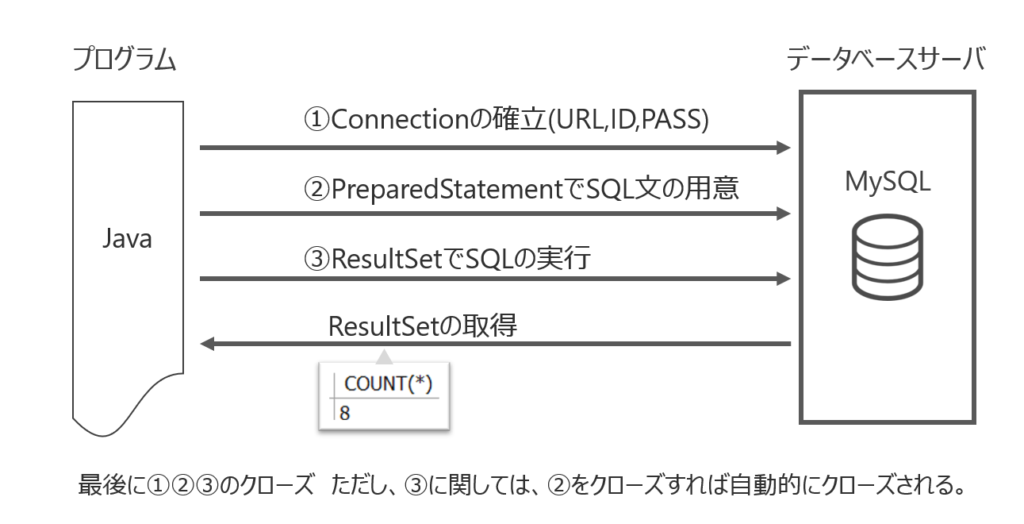 プログラム
データベースサーバ
①Connectionの確立(URL,ID,PASS)
②PreparedStatementでSQL文の用意
MySQL
Java
③ResultSetでSQLの実行
ResultSetの取得
COUNT(*)
8
最後に①②③のクローズ ただし、③に関しては、②をクローズすれば自動的にクローズされる。